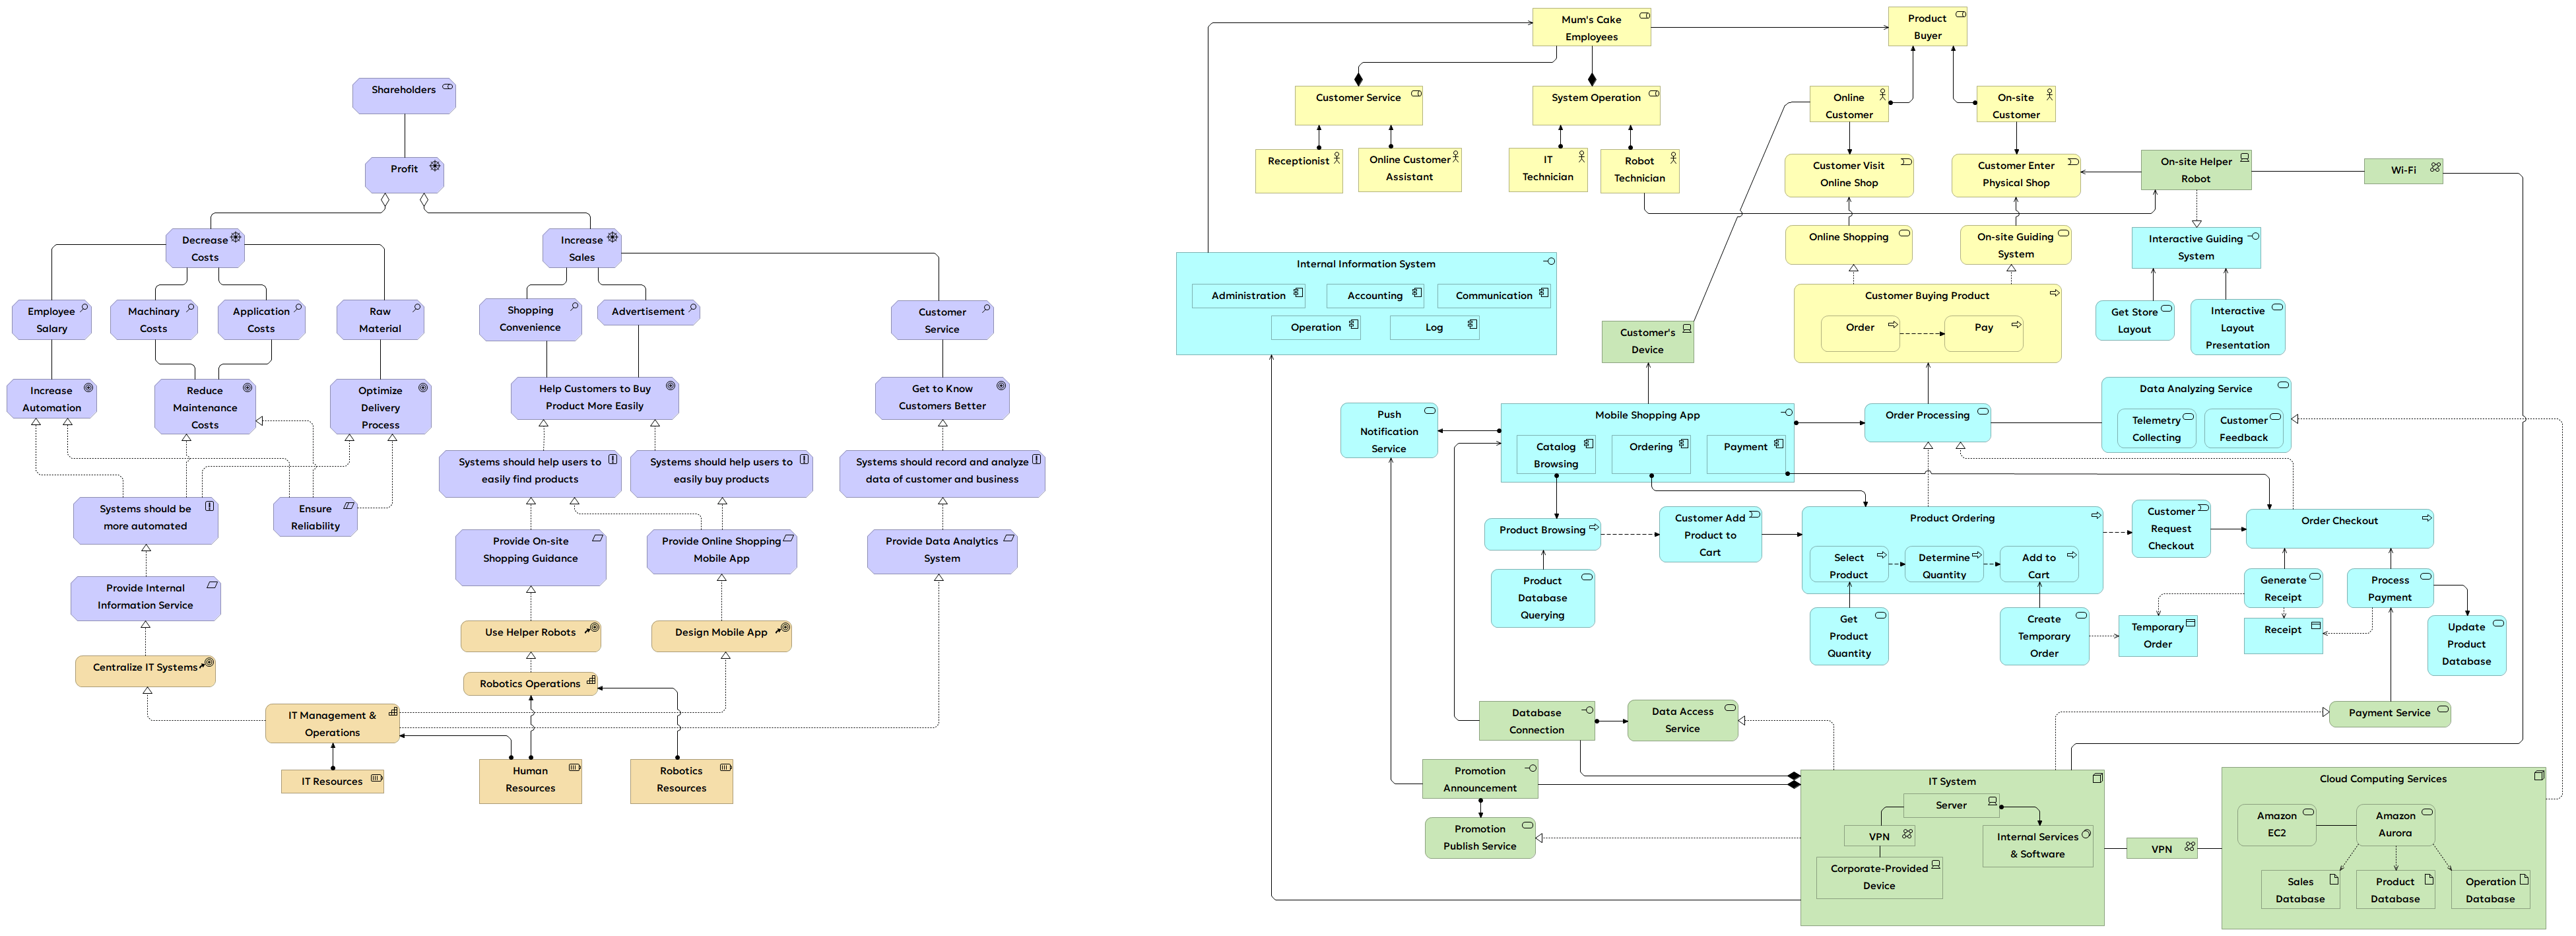 Shareholders
Profit
Decrease
Costs
Increase
Sales
Employee
Salary
Machinary
Costs
Application
Costs
Raw
Material
Shopping
Convenience
Advertisement
Customer
Service
Increase
Automation
Reduce
Maintenance
Costs
Optimize
Delivery
Process
Help Customers to Buy
Product More Easily
Get to Know
Customers Better
Systems should help users to
easily find products
Systems should help users to
easily buy products
Systems should record and analyze
data of customer and business
Systems should be
more automated
Ensure
Reliability
Provide On-site
Shopping Guidance
Provide Online Shopping
Mobile App
Provide Data Analytics
System
Provide Internal
Information Service
Use Helper Robots
Design Mobile App
Centralize IT Systems
Robotics Operations
IT Management &
Operations
IT Resources
Human
Resources
Robotics
Resources
Mum's Cake
Employees
Product
Buyer
Customer Service
System Operation
Online
Customer
On-site
Customer
Receptionist
Online Customer
Assistant
IT
Technician
Robot
Technician
Customer Visit
Online Shop
Customer Enter
Physical Shop
On-site Helper
Robot
Wi-Fi
Online Shopping
On-site Guiding
System
Interactive Guiding
System
Internal Information System
Administration
Accounting
Communication
Operation
Log
Customer Buying Product
Order
Pay
Get Store
Layout
Interactive
Layout
Presentation
Customer's
Device
Push
Notification
Service
Mobile Shopping App
Catalog
Browsing
Ordering
Payment
Order Processing
Data Analyzing Service
Telemetry
Collecting
Customer
Feedback
Product Browsing
Customer Add
Product to
Cart
Product Ordering
Select
Product
Determine
Quantity
Add to
Cart
Customer
Request
Checkout
Order Checkout
Product
Database
Querying
Get
Product
Quantity
Create
Temporary
Order
Temporary
Order
Generate
Receipt
Receipt
Process
Payment
Update
Product
Database
Database
Connection
Data Access
Service
Payment Service
Promotion
Announcement
Promotion
Publish Service
IT System
Server
VPN
Internal Services
& Software
Corporate-Provided
Device
VPN
Cloud Computing Services
Amazon
EC2
Amazon
Aurora
Sales
Database
Product
Database
Operation
Database